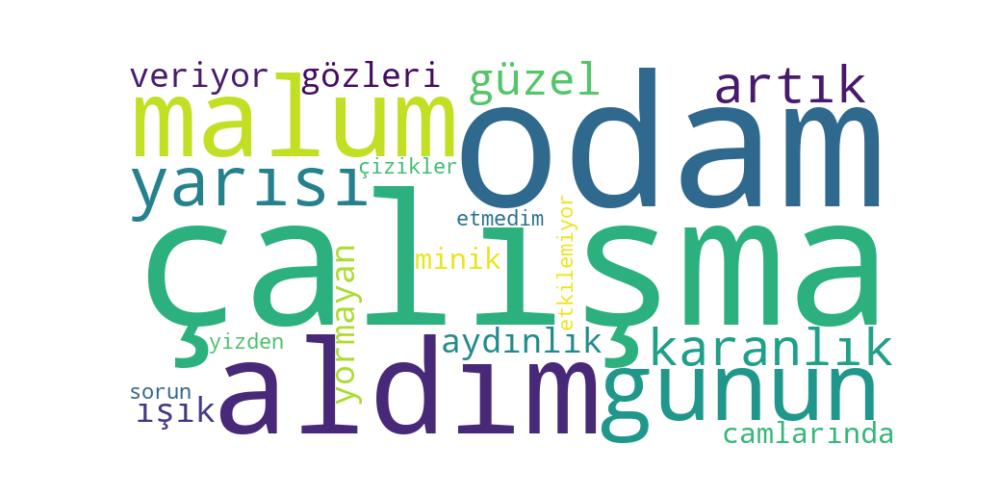 veriyor gözleri güzel artık
malum odam
yarısı çizikler
etmedim
çalışma
minik etkilemiyor
yormayan
yizden aydınlık karanlık
aldım gunun
sorun
ışık
camlarında